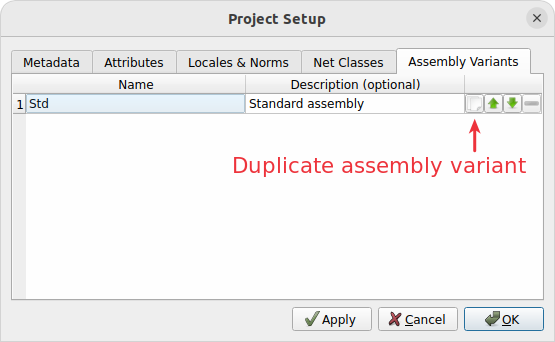 Project Setup
Metadata Attributes Locales & Norms Net Classes Assembly Variants
Name Description (optional)
1 Std Standard assembly
Duplicate assembly variant
Apply Cancel OK